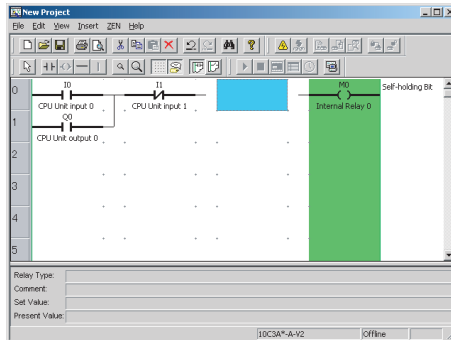 New Project
File Edit View Insert ZEN Help
0
I0
I1
M0
Self-holding Bit
CPU Unit input 0
CPU Unit input 1
Internal Relay 0
1
Q0
CPU Unit output 0
2
3
4
5
Relay Type:
Comment:
Set Value:
Present Value:
10C3A*-A-V2
Offline